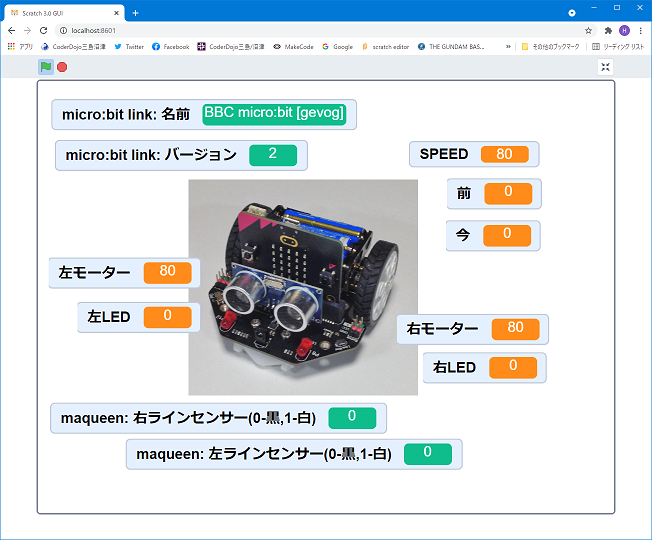 Scratch 3.0 GUI
localhost:8601
H
アプリ CoderDojo三島/沼津 Twitter Facebook CoderDojo三島/沼津 MakeCode Google scratch editor THE GUNDAM BAS... » その他のブックマーク リーディング リスト
micro:bit link: 名前 BBC micro:bit [gevog]
micro:bit link: バージョン 2
SPEED 80
前 0
今 0
左モーター 80
左LED 0
右モーター 80
右LED 0
maqueen: 右ラインセンサー(0-黒,1-白) 0
maqueen: 左ラインセンサー(0-黒,1-白) 0